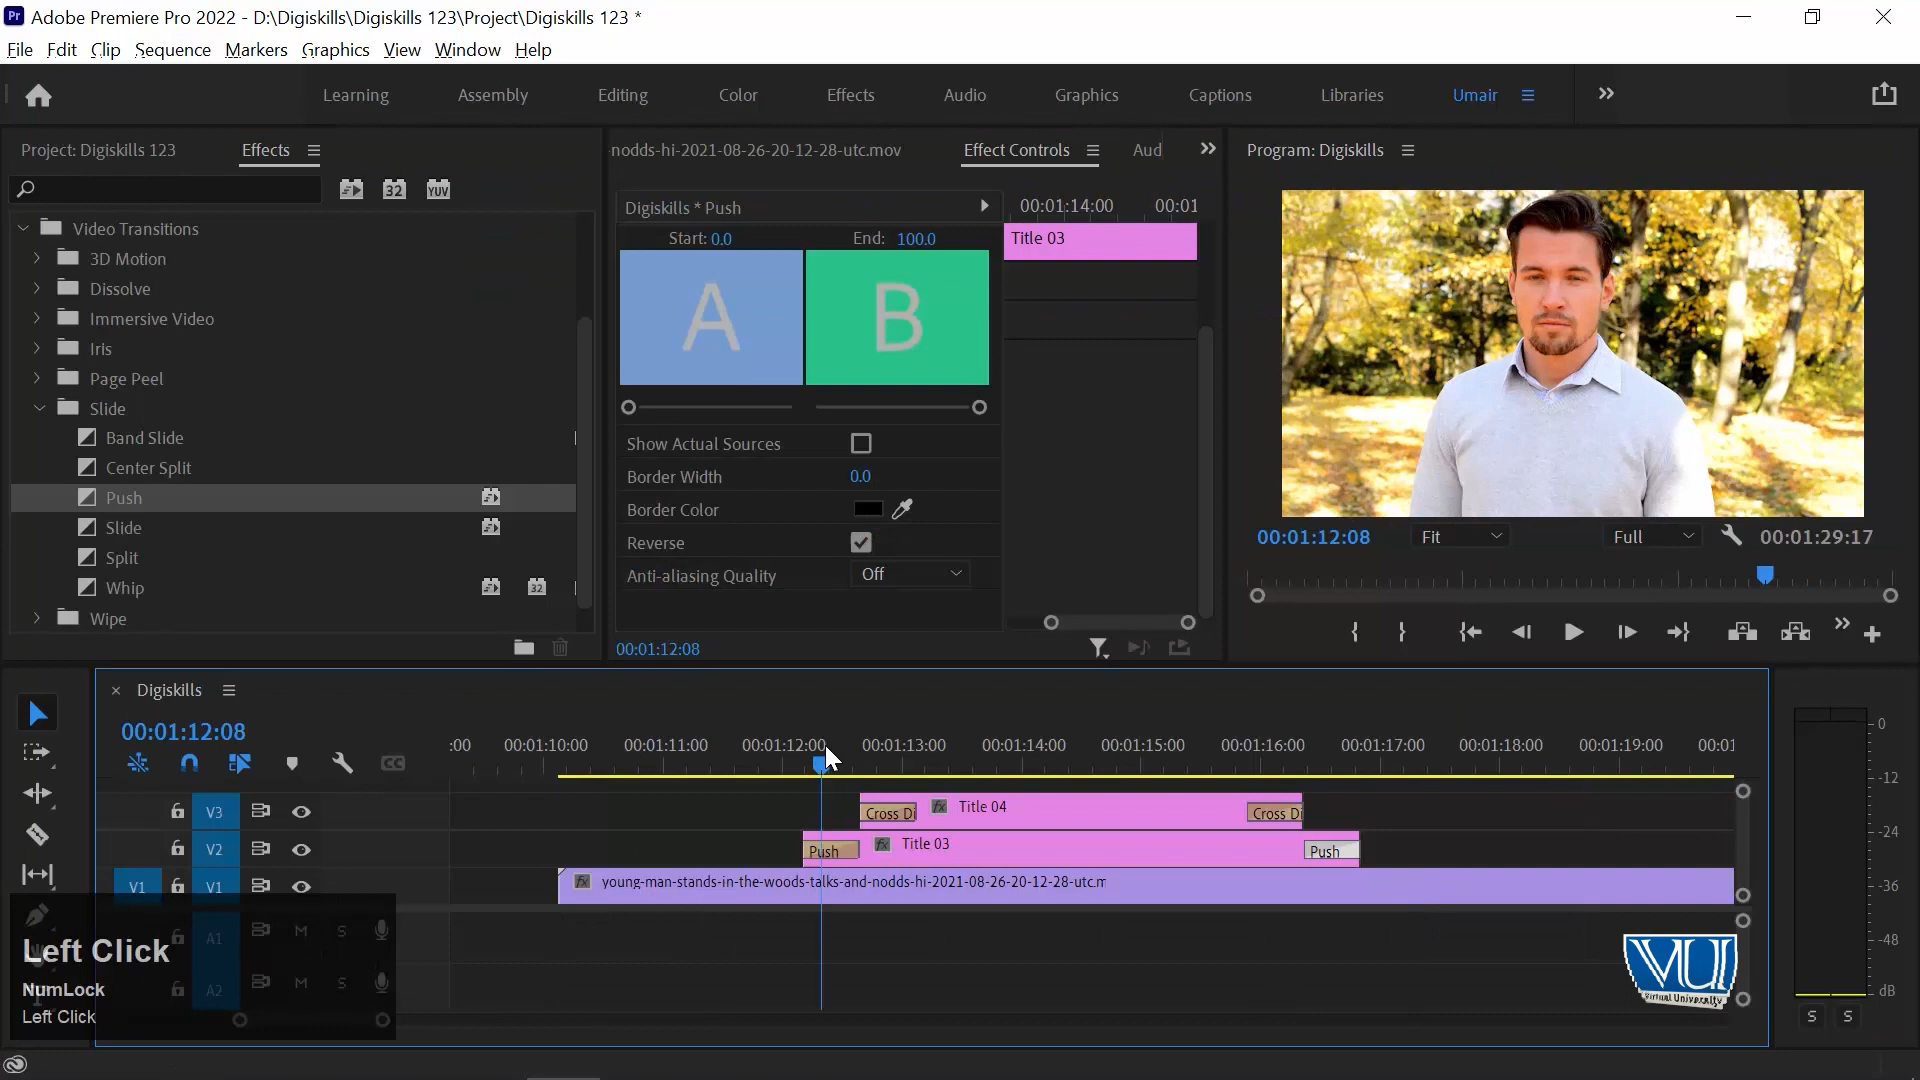 Adobe Premiere Pro 2022 - D:\Digiskills\Digiskills 123\Project\Digiskills 123 *
File Edit Clip Sequence Markers Graphics View Window Help
Learning Assembly Editing Color Effects Audio Graphics Captions Libraries Umair
Project: Digiskills 123 Effects
32 YUV
Video Transitions
3D Motion
Dissolve
Immersive Video
Iris
Page Peel
Slide
Band Slide
Center Split
Push
Slide
Split
Whip 32
Wipe
-nodds-hi-2021-08-26-20-12-28-utc.mov Effect Controls Aud
Digiskills * Push 00:01:14:00 00:01
Start: 0.0 End: 100.0 Title 03
A B
Show Actual Sources
Border Width 0.0
Border Color
Reverse
Anti-aliasing Quality Off
00:01:12:08
Program: Digiskills
00:01:12:08 Fit Full 00:01:29:17
Digiskills
00:01:12:08
:00 00:01:10:00 00:01:11:00 00:01:12:00 00:01:13:00 00:01:14:00 00:01:15:00 00:01:16:00 00:01:17:00 00:01:18:00 00:01:19:00 00:01
V3 Cross Di fx Title 04 Cross Di
V2 Push fx Title 03 Push
V1 V1 fx young-man-stands-in-the-woods-talks-and-nodds-hi-2021-08-26-20-12-28-utc.m
A1 M S
A2 M S
Left Click
NumLock
Left Click
VU
Virtual University
0
-12
-24
-36
-48
dB
S S
Pr
CC